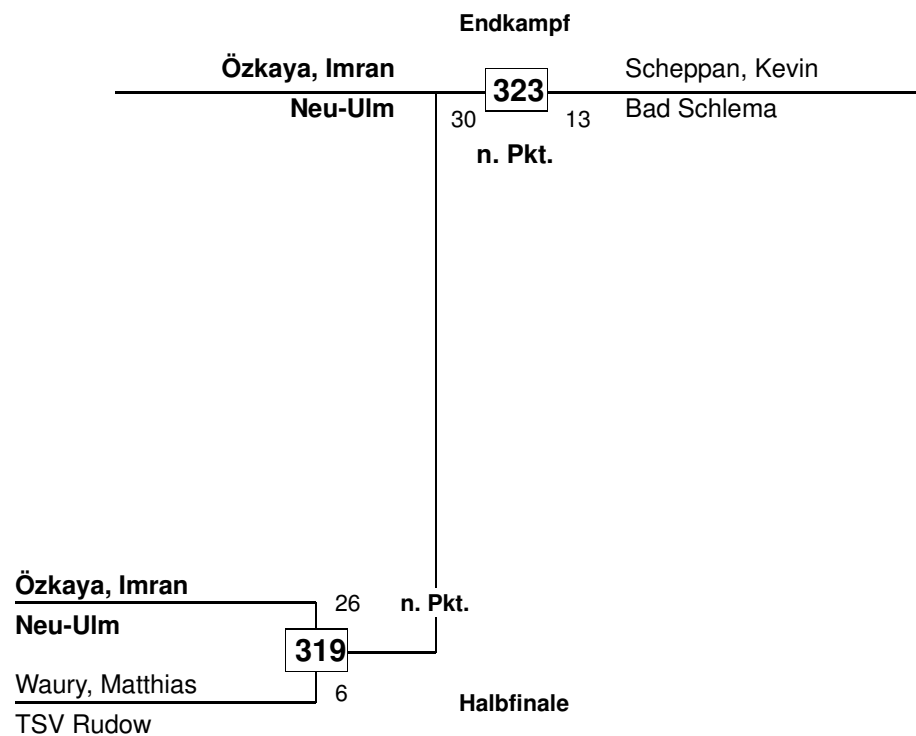 Endkampf
Özkaya, Imran
323
Scheppan, Kevin
Neu-Ulm
30
13
Bad Schlema
n. Pkt.
Özkaya, Imran
26
n. Pkt.
Neu-Ulm
319
Waury, Matthias
6
Halbfinale
TSV Rudow